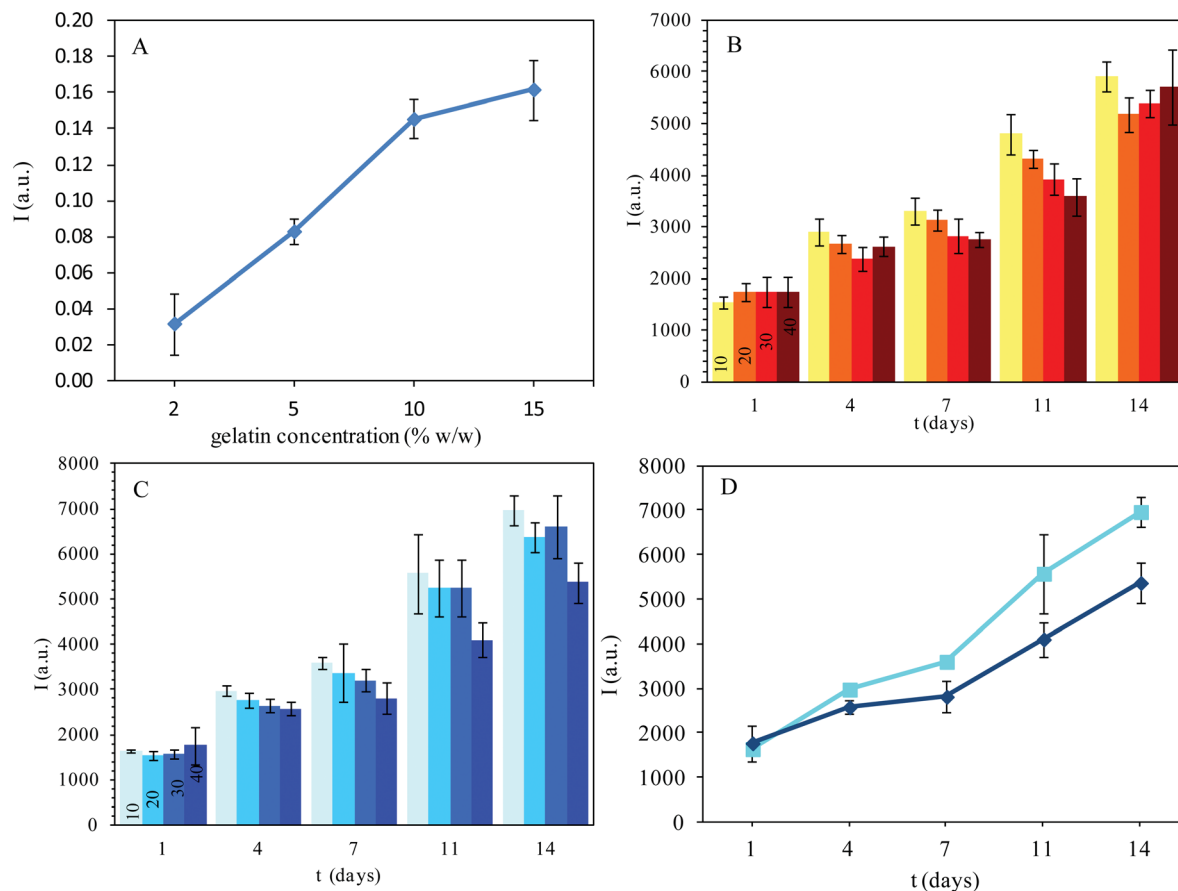 A
I (a.u.)
0.20
0.18
0.16
0.14
0.12
0.10
0.08
0.06
0.04
0.02
0.00
2 5 10 15
gelatin concentration (% w/w)
B
I (a.u.)
7000
6000
5000
4000
3000
2000
1000
0
10 20 30 40
1 4 7 11 14
t (days)
C
I (a.u.)
8000
7000
6000
5000
4000
3000
2000
1000
0
10 20 30 40
1 4 7 11 14
t (days)
D
I (a.u.)
8000
7000
6000
5000
4000
3000
2000
1000
0
1 4 7 11 14
t (days)